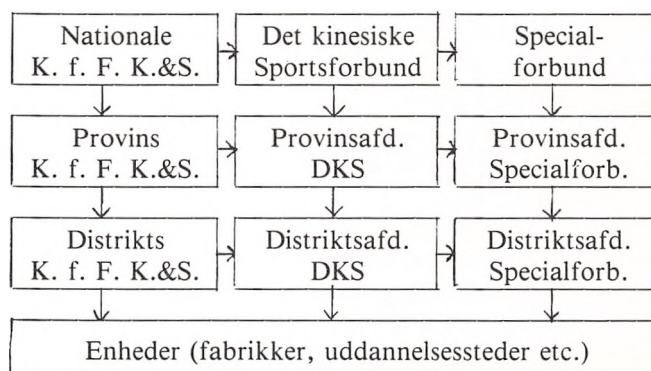 Nationale
K. f. F. K.&S.
Det kinesiske
Sportsforbund
Special-
forbund
Provins
K. f. F. K.&S.
Provinsafd.
DKS
Provinsafd.
Specialforb.
Distrikts
K. f. F. K.&S.
Distriktsafd.
DKS
Distriktsafd.
Specialforb.
Enheder (fabrikker, uddannelsessteder etc.)